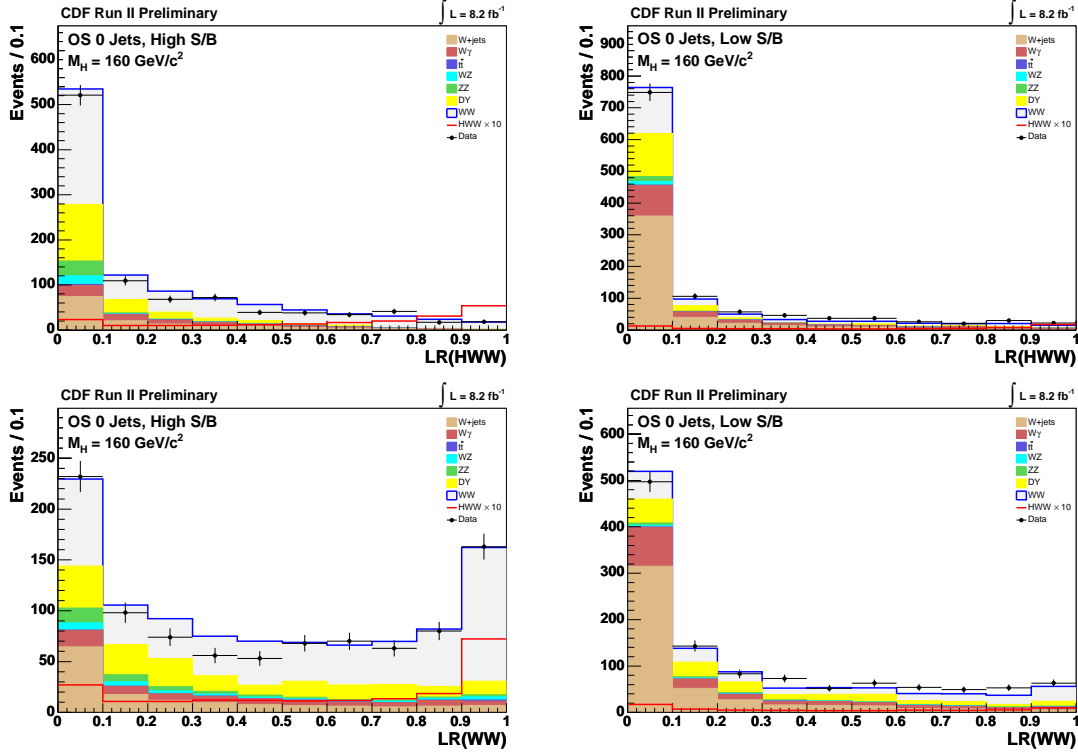 CDF Run II Preliminary
∫ L = 8.2 fb⁻¹
OS 0 Jets, High S/B
M_H = 160 GeV/c²
Events / 0.1
600
500
400
300
200
100
0
W+jets
Wγ
tt̄
WZ
ZZ
DY
WW
HWW × 10
Data
0 0.1 0.2 0.3 0.4 0.5 0.6 0.7 0.8 0.9 1
LR(HWW)
CDF Run II Preliminary
∫ L = 8.2 fb⁻¹
OS 0 Jets, Low S/B
M_H = 160 GeV/c²
Events / 0.1
900
800
700
600
500
400
300
200
100
0
W+jets
Wγ
tt̄
WZ
ZZ
DY
WW
HWW × 10
Data
0 0.1 0.2 0.3 0.4 0.5 0.6 0.7 0.8 0.9 1
LR(HWW)
CDF Run II Preliminary
∫ L = 8.2 fb⁻¹
OS 0 Jets, High S/B
M_H = 160 GeV/c²
Events / 0.1
250
200
150
100
50
0
W+jets
Wγ
tt̄
WZ
ZZ
DY
WW
HWW × 10
Data
0 0.1 0.2 0.3 0.4 0.5 0.6 0.7 0.8 0.9 1
LR(WW)
CDF Run II Preliminary
∫ L = 8.2 fb⁻¹
OS 0 Jets, Low S/B
M_H = 160 GeV/c²
Events / 0.1
600
500
400
300
200
100
0
W+jets
Wγ
tt̄
WZ
ZZ
DY
WW
HWW × 10
Data
0 0.1 0.2 0.3 0.4 0.5 0.6 0.7 0.8 0.9 1
LR(WW)